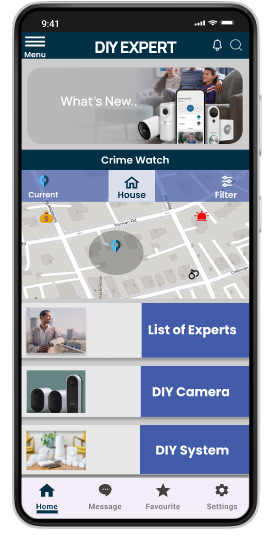 9:41
Menu
DIY EXPERT
What's New..
Crime Watch
Current
House
Filter
List of Experts
DIY Camera
DIY System
Home
Message
Favourite
Settings